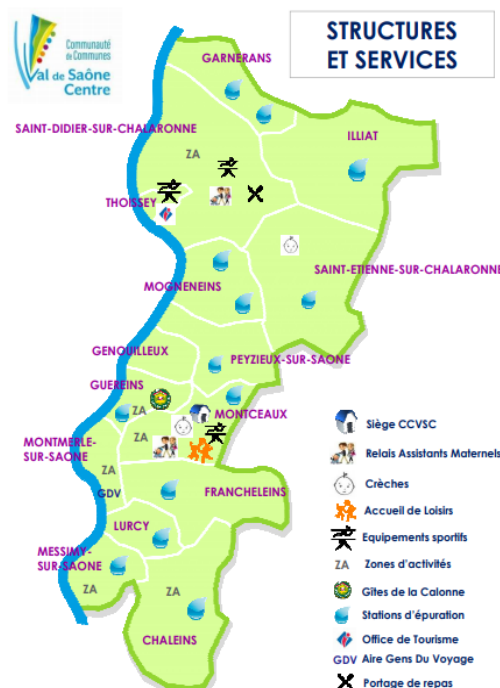 Communauté
de Communes
Val de Saône
Centre
STRUCTURES
ET SERVICES
GARNERANS
SAINT-DIDIER-SUR-CHALARONNE
ILLIAT
ZA
THOISSEY
SAINT-ETIENNE-SUR-CHALARONNE
MOGNENEINS
GENOUILLEUX
PEYZIEUX-SUR-SAONE
GUEREINS
ZA
MONTCEAUX
MONTMERLE
-SUR-SAONE
ZA
ZA
GDV
FRANCHELEINS
LURCY
MESSIMY
-SUR-SAONE
ZA
ZA
CHALEINS
Siège CCVSC
Relais Assistants Maternels
Crèches
Accueil de Loisirs
Equipements sportifs
ZA Zones d'activités
Gîtes de la Calonne
Stations d'épuration
Office de Tourisme
GDV Aire Gens Du Voyage
Portage de repas